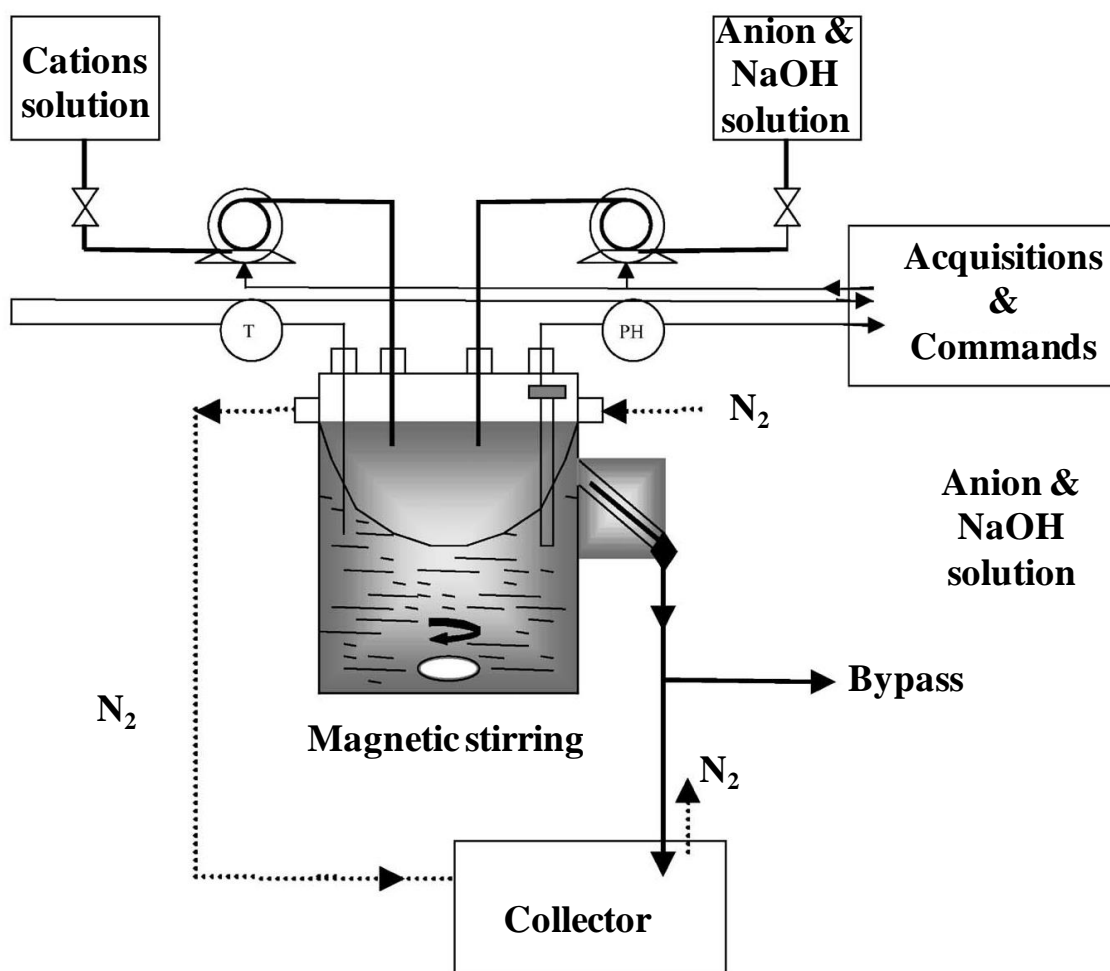 Cations
solution
Anion &
NaOH
solution
Acquisitions
&
Commands
T
PH
N₂
Anion &
NaOH
solution
Bypass
N₂
Magnetic stirring
N₂
Collector